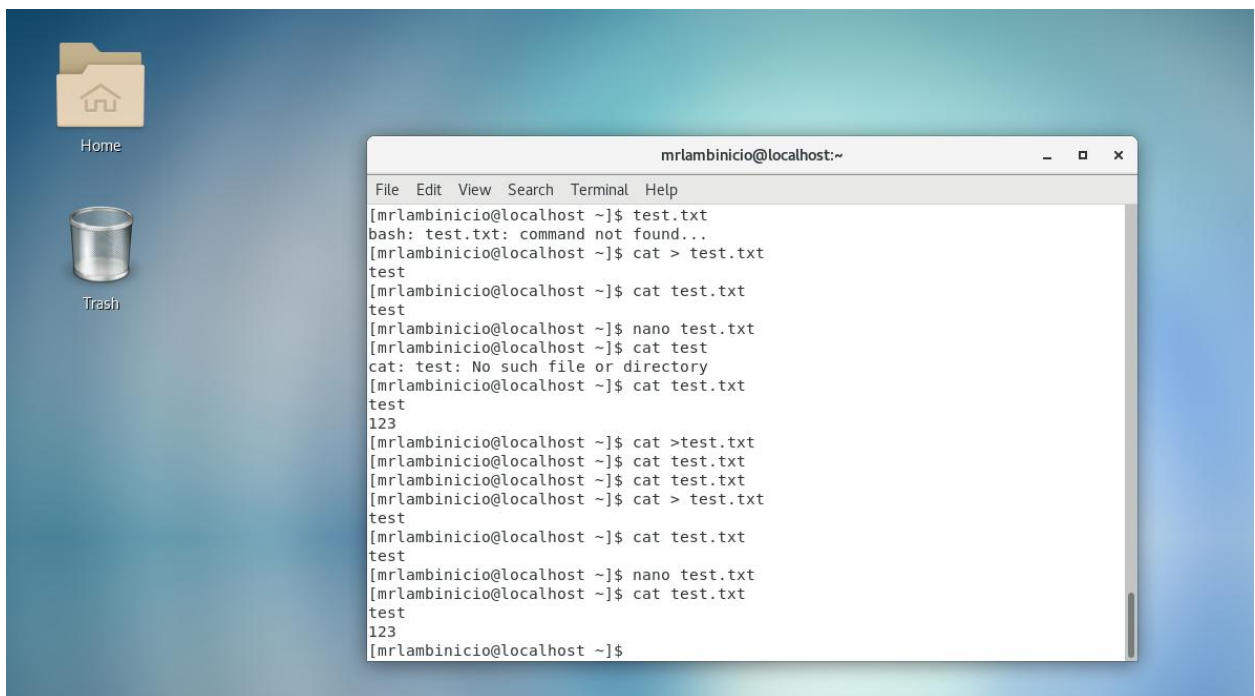 Home
Trash
mrlambinicio@localhost:~
File Edit View Search Terminal Help
[mrlambinicio@localhost ~]$ test.txt
bash: test.txt: command not found...
[mrlambinicio@localhost ~]$ cat > test.txt
test
[mrlambinicio@localhost ~]$ cat test.txt
test
[mrlambinicio@localhost ~]$ nano test.txt
[mrlambinicio@localhost ~]$ cat test
cat: test: No such file or directory
[mrlambinicio@localhost ~]$ cat test.txt
test
123
[mrlambinicio@localhost ~]$ cat >test.txt
[mrlambinicio@localhost ~]$ cat test.txt
[mrlambinicio@localhost ~]$ cat test.txt
[mrlambinicio@localhost ~]$ cat > test.txt
test
[mrlambinicio@localhost ~]$ cat test.txt
test
[mrlambinicio@localhost ~]$ nano test.txt
[mrlambinicio@localhost ~]$ cat test.txt
test
123
[mrlambinicio@localhost ~]$